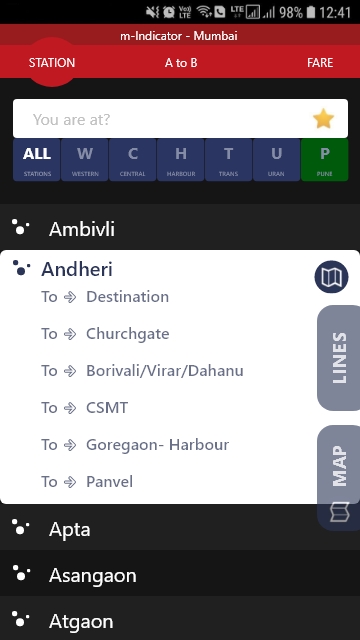 Vo)) LTE LTE 98% 12:41
m-Indicator - Mumbai
STATION A to B FARE
You are at?
ALL W C H T U P
STATIONS WESTERN CENTRAL HARBOUR TRANS URAN PUNE
Ambivli
Andheri
To Destination
To Churchgate
To Borivali/Virar/Dahanu
To CSMT
To Goregaon- Harbour
To Panvel
LINES
MAP
Apta
Asangaon
Atgaon